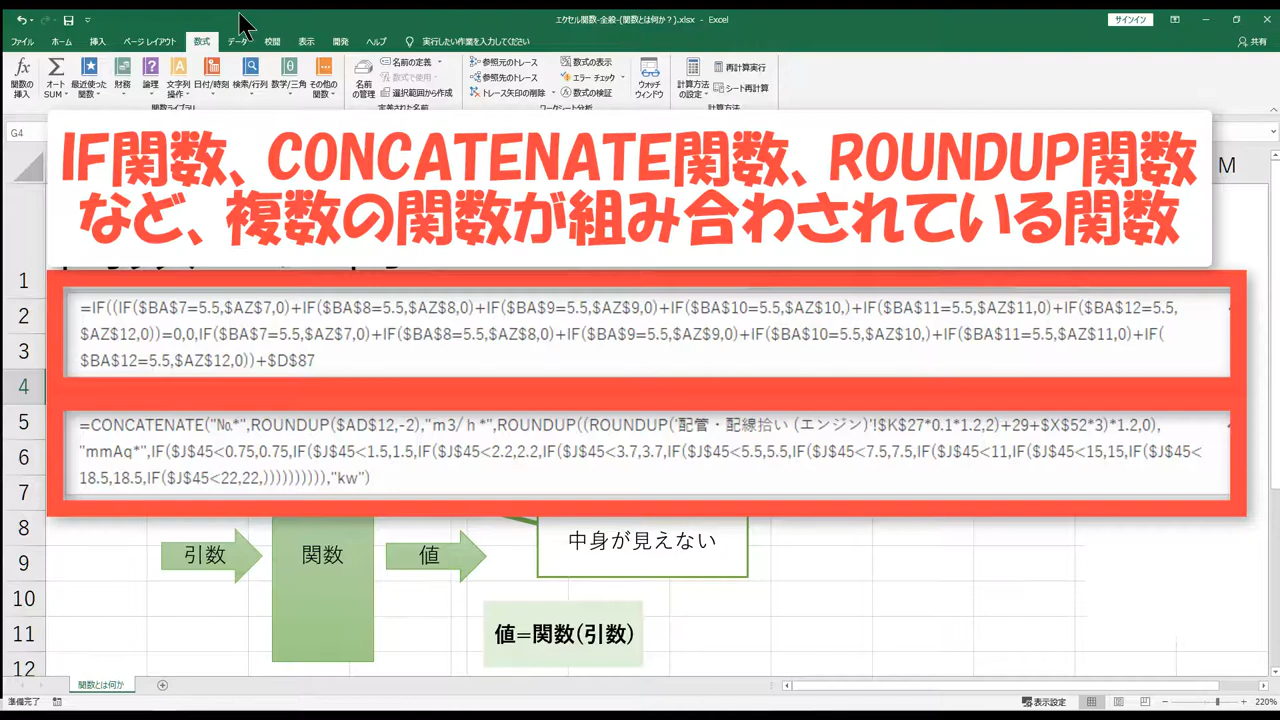 エクセル関数-全般-{関数とは何か?}.xlsx - Excel
サインイン
ファイル ホーム 挿入 ページ レイアウト 数式 データ 校閲 表示 開発 ヘルプ 実行したい作業を入力してください 共有
fx 関数の挿入
Σ オート SUM
最近使った関数
財務
論理
文字列操作
日付/時刻
検索/行列
数学/三角
その他の関数
関数ライブラリ
名前の管理
名前の定義
数式で使用
選択範囲から作成
定義された名前
参照元のトレース
参照先のトレース
トレース矢印の削除
数式の表示
エラー チェック
数式の検証
ワークシート分析
ウォッチウィンドウ
計算方法の設定
再計算実行
シート再計算
計算方法
G4
M
IF関数、CONCATENATE関数、ROUNDUP関数
など、複数の関数が組み合わされている関数
=IF((IF($BA$7=5.5,$AZ$7,0)+IF($BA$8=5.5,$AZ$8,0)+IF($BA$9=5.5,$AZ$9,0)+IF($BA$10=5.5,$AZ$10,)+IF($BA$11=5.5,$AZ$11,0)+IF($BA$12=5.5,
$AZ$12,0))=0,0,IF($BA$7=5.5,$AZ$7,0)+IF($BA$8=5.5,$AZ$8,0)+IF($BA$9=5.5,$AZ$9,0)+IF($BA$10=5.5,$AZ$10,)+IF($BA$11=5.5,$AZ$11,0)+IF(
$BA$12=5.5,$AZ$12,0))+$D$87
=CONCATENATE("№*",ROUNDUP($AD$12,-2),"m3/ｈ*",ROUNDUP((ROUNDUP('配管・配線拾い (エンジン)'!$K$27*0.1*1.2,2)+29+$X$52*3)*1.2,0),
"mmAq*",IF($J$45<0.75,0.75,IF($J$45<1.5,1.5,IF($J$45<2.2,2.2,IF($J$45<3.7,3.7,IF($J$45<5.5,5.5,IF($J$45<7.5,7.5,IF($J$45<11,IF($J$45<15,15,IF($J$45<
18.5,18.5,IF($J$45<22,22,)))))))))),"kw")
1
2
3
4
5
6
7
8
9
10
11
12
中身が見えない
引数 関数 値
値=関数(引数)
関数とは何か
準備完了
表示設定
220%